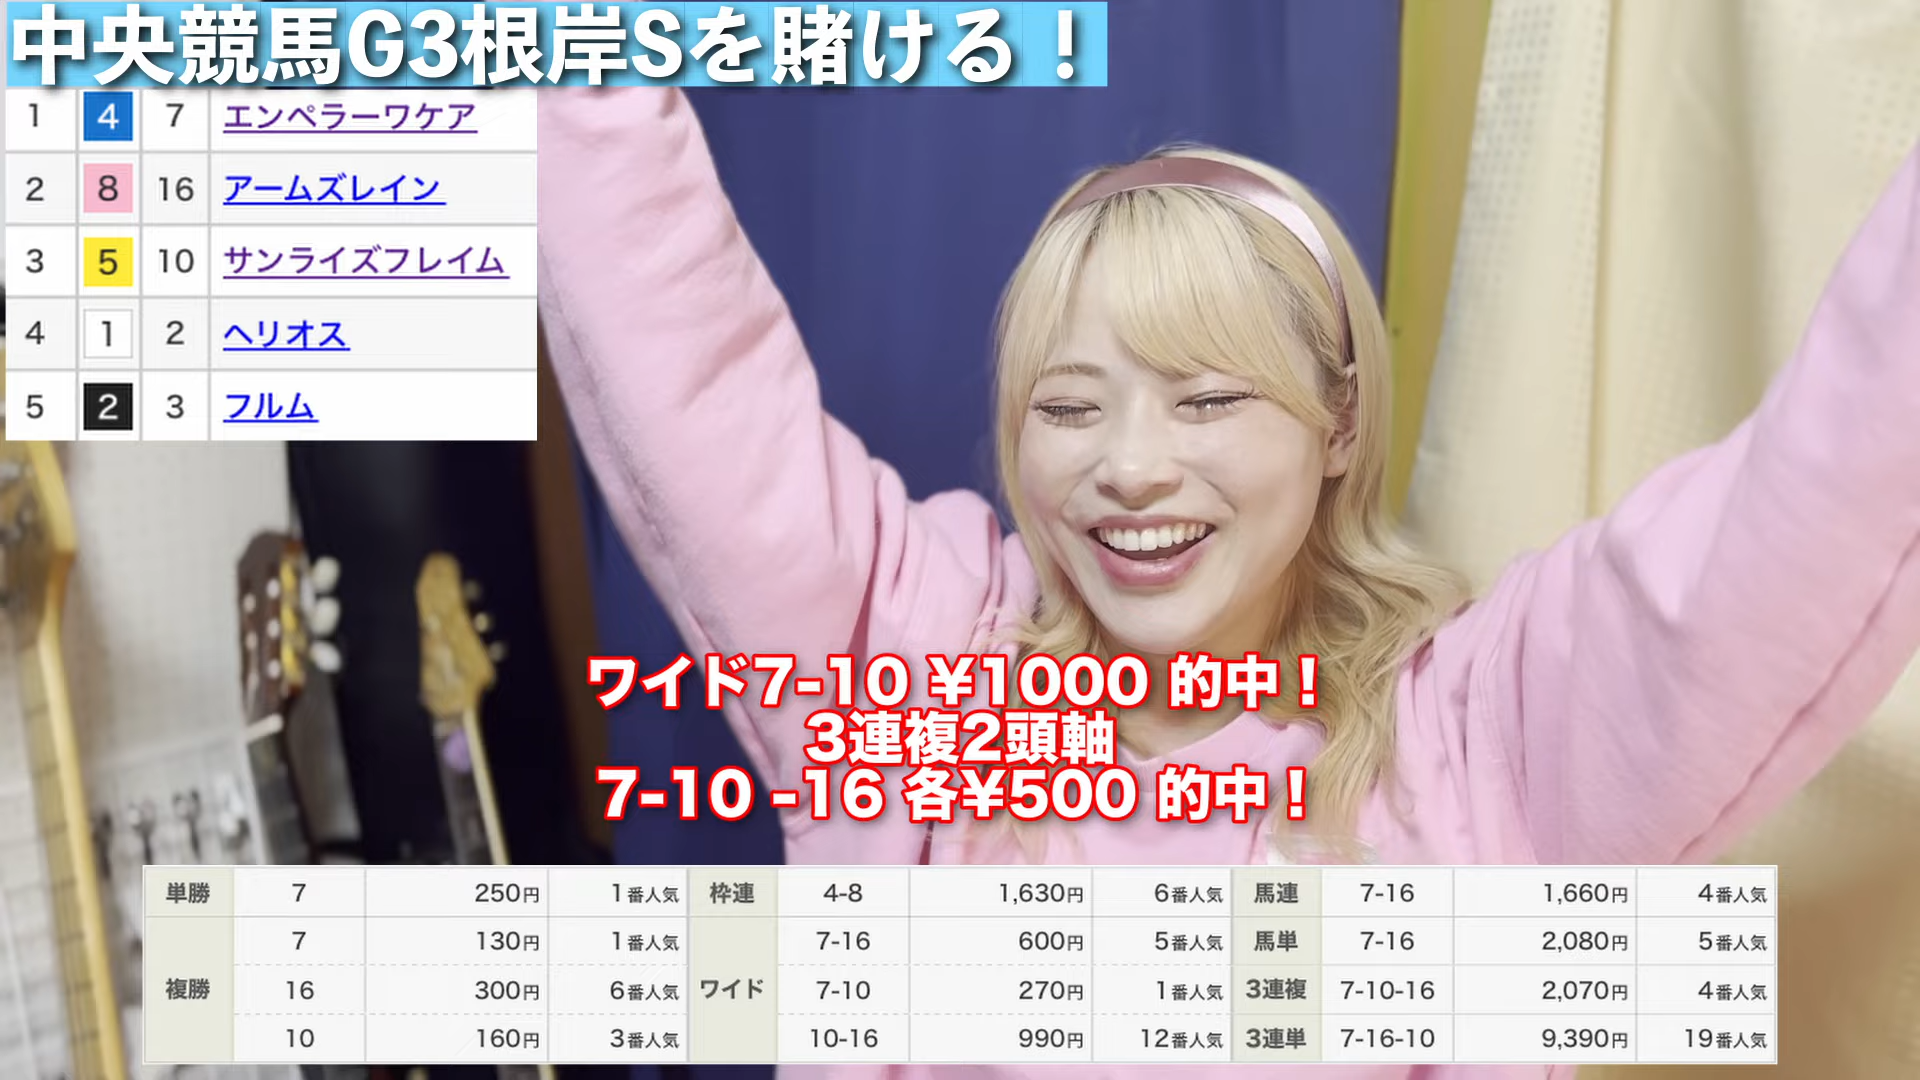 中央競馬G3根岸Sを賭ける！
1 4 7 エンペラーワケア
2 8 16 アームズレイン
3 5 10 サンライズフレイム
4 1 2 ヘリオス
5 2 3 フルム
ワイド7-10 ¥1000 的中！
3連複2頭軸
7-10 -16 各¥500 的中！
単勝 7 250円 1番人気 枠連 4-8 1,630円 6番人気 馬連 7-16 1,660円 4番人気
複勝 7 130円 1番人気 ワイド 7-16 600円 5番人気 馬単 7-16 2,080円 5番人気
16 300円 6番人気 7-10 270円 1番人気 3連複 7-10-16 2,070円 4番人気
10 160円 3番人気 10-16 990円 12番人気 3連単 7-16-10 9,390円 19番人気